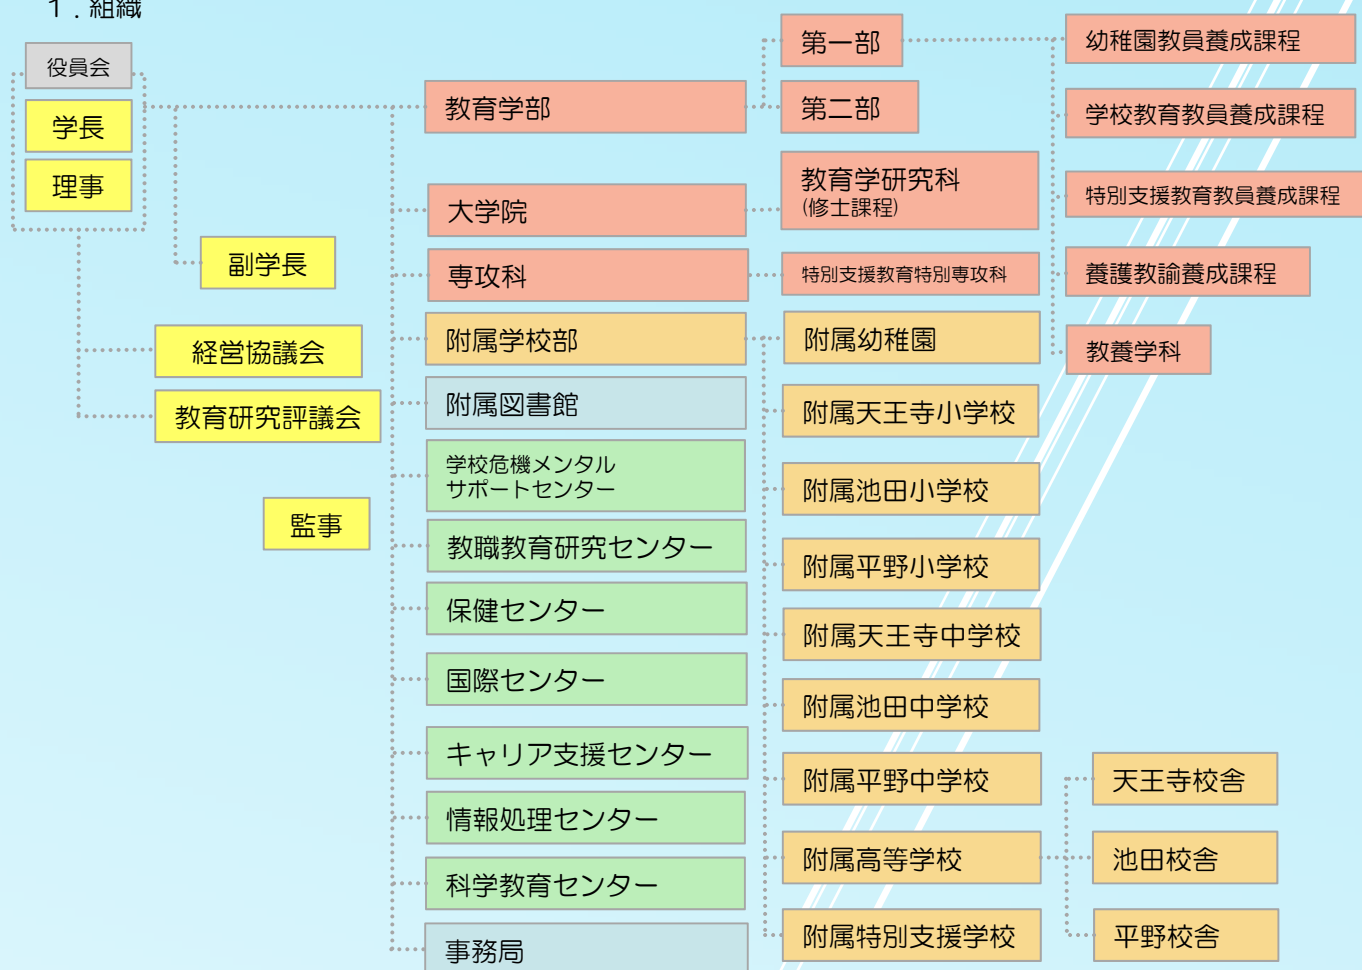 1．組織
役員会
学長
理事
副学長
経営協議会
教育研究評議会
監事
教育学部
大学院
専攻科
附属学校部
附属図書館
学校危機メンタル
サポートセンター
教職教育研究センター
保健センター
国際センター
キャリア支援センター
情報処理センター
科学教育センター
事務局
第一部
第二部
教育学研究科
(修士課程)
特別支援教育特別専攻科
附属幼稚園
附属天王寺小学校
附属池田小学校
附属平野小学校
附属天王寺中学校
附属池田中学校
附属平野中学校
附属高等学校
附属特別支援学校
幼稚園教員養成課程
学校教育教員養成課程
特別支援教育教員養成課程
養護教諭養成課程
教養学科
天王寺校舎
池田校舎
平野校舎